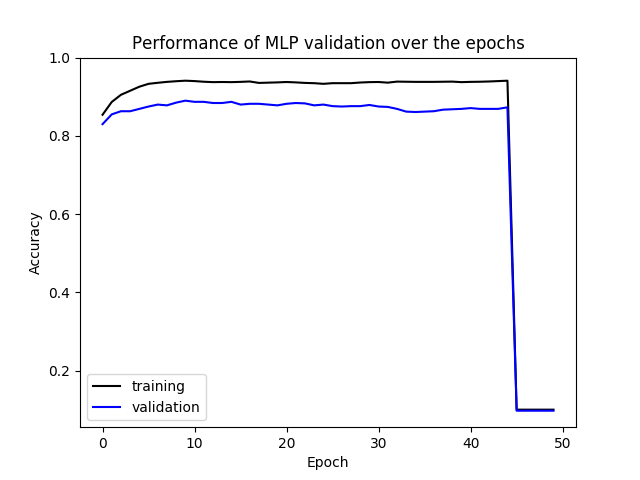 Performance of MLP validation over the epochs
1.0
0.8
0.6
0.4
0.2
Accuracy
training
validation
0 10 20 30 40 50
Epoch